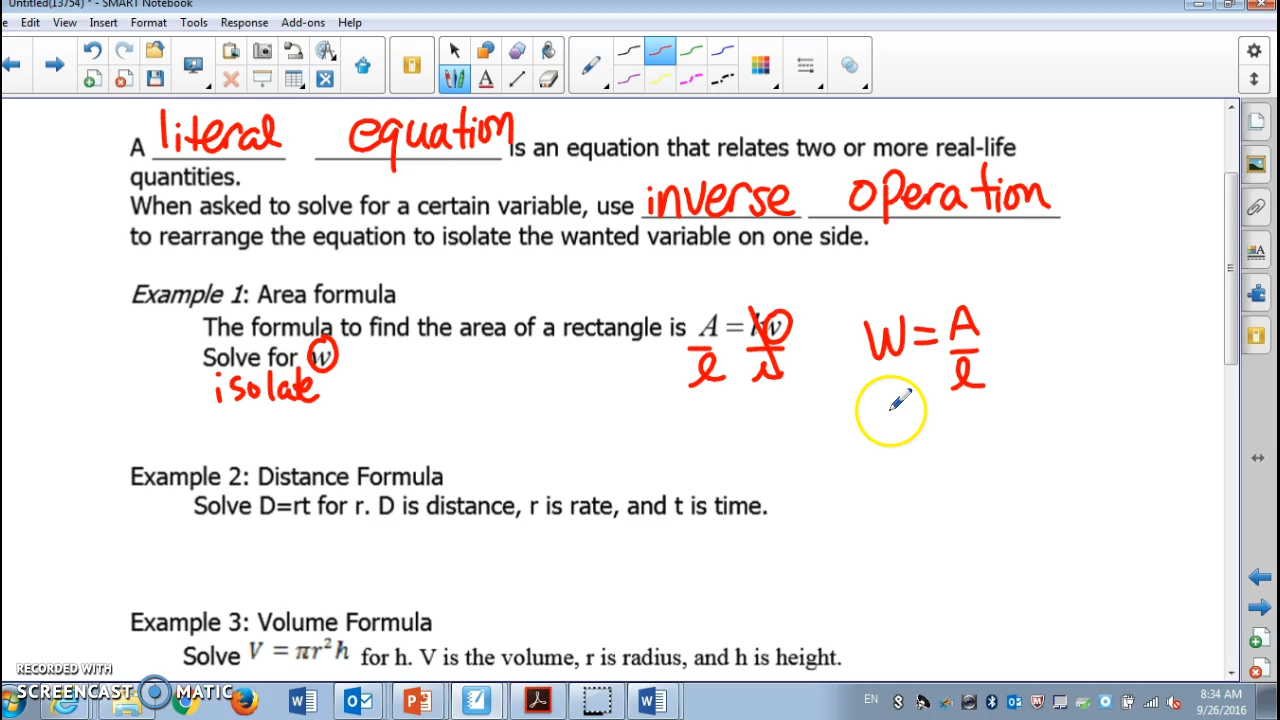 Untitled(13754) * - SMART Notebook
Edit View Insert Format Tools Response Add-ons Help
A literal equation is an equation that relates two or more real-life
quantities.
When asked to solve for a certain variable, use inverse operation
to rearrange the equation to isolate the wanted variable on one side.
Example 1: Area formula
The formula to find the area of a rectangle is A = lw
Solve for w
isolate
l l
W = A
l
Example 2: Distance Formula
Solve D=rt for r. D is distance, r is rate, and t is time.
Example 3: Volume Formula
Solve V = πr²h for h. V is the volume, r is radius, and h is height.
RECORDED WITH
SCREENCAST MATIC
EN
8:34 AM
9/26/2016